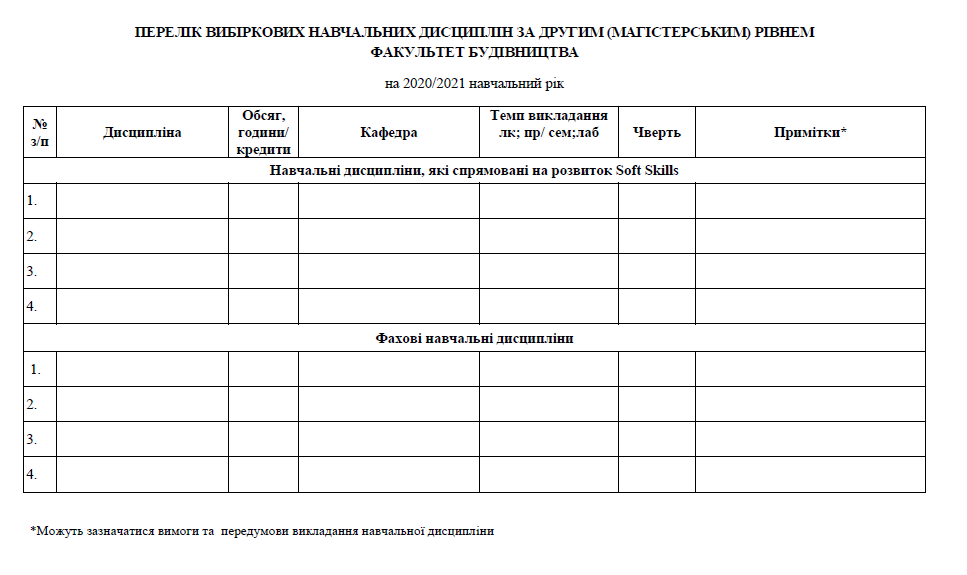 ПЕРЕЛІК ВИБІРКОВИХ НАВЧАЛЬНИХ ДИСЦИПЛІН ЗА ДРУГИМ (МАГІСТЕРСЬКИМ) РІВНЕМ
ФАКУЛЬТЕТ БУДІВНИЦТВА
на 2020/2021 навчальний рік
№ з/п
Дисципліна
Обсяг, години/ кредити
Кафедра
Темп викладання лк; пр/ сем;лаб
Чверть
Примітки*
Навчальні дисципліни, які спрямовані на розвиток Soft Skills
1.
2.
3.
4.
Фахові навчальні дисципліни
1.
2.
3.
4.
*Можуть зазначатися вимоги та  передумови викладання навчальної дисципліни